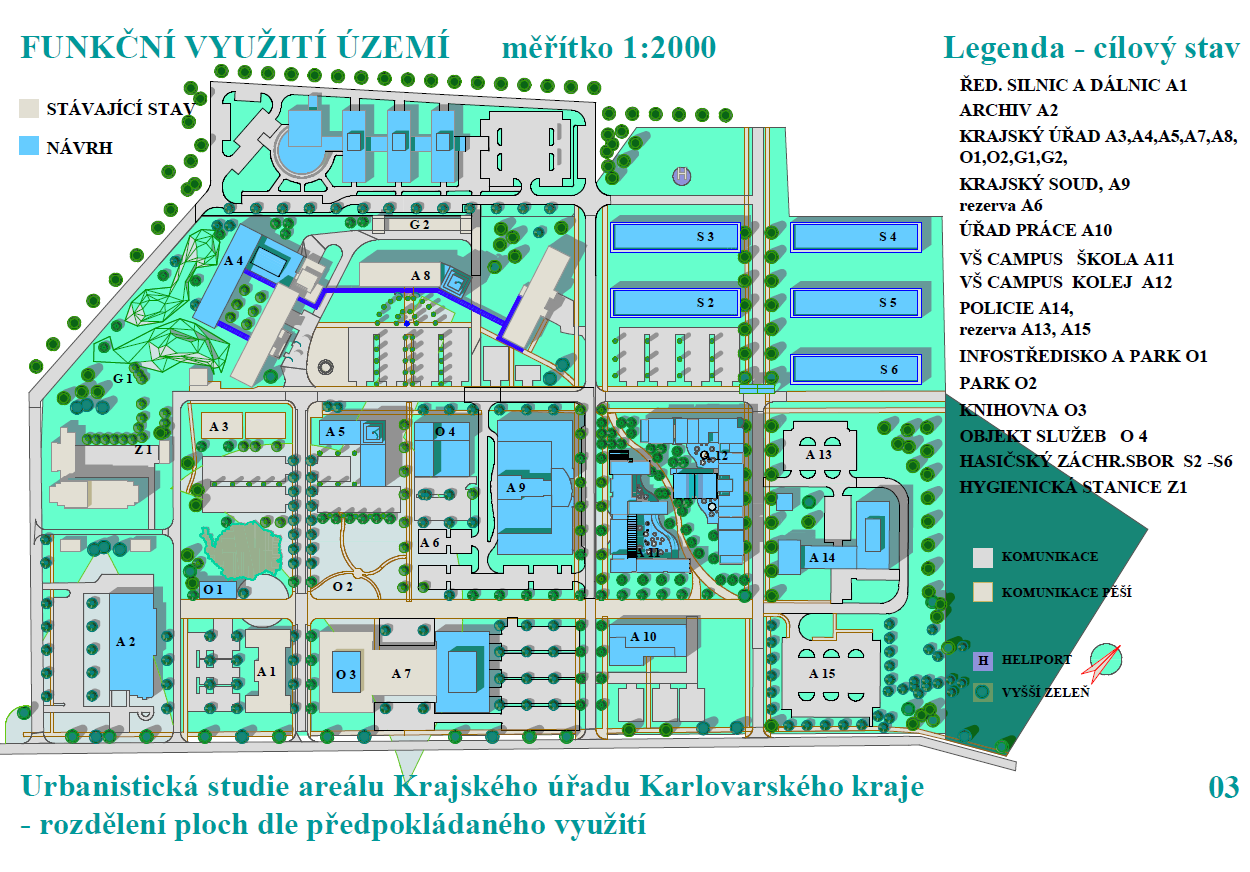 FUNKČNÍ VYUŽITÍ ÚZEMÍ měřítko 1:2000
Legenda - cílový stav
STÁVAJÍCÍ STAV
NÁVRH
ŘED. SILNIC A DÁLNIC A1
ARCHIV A2
KRAJSKÝ ÚŘAD A3,A4,A5,A7,A8,
O1,O2,G1,G2,
KRAJSKÝ SOUD, A9
rezerva A6
ÚŘAD PRÁCE A10
VŠ CAMPUS ŠKOLA A11
VŠ CAMPUS KOLEJ A12
POLICIE A14,
rezerva A13, A15
INFOSTŘEDISKO A PARK O1
PARK O2
KNIHOVNA O3
OBJEKT SLUŽEB O 4
HASIČSKÝ ZÁCHR.SBOR S2 -S6
HYGIENICKÁ STANICE Z1
KOMUNIKACE
KOMUNIKACE PĚŠÍ
H HELIPORT
VYŠŠÍ ZELEŇ
H
G 2
S 3
S 4
A 4
A 8
S 2
S 5
S 6
G 1
A 3
A 5
O 4
Z 1
A 12
A 13
A 9
A 6
A 11
A 14
O 1
O 2
A 2
A 1
O 3
A 7
A 10
A 15
Urbanistická studie areálu Krajského úřadu Karlovarského kraje
03
- rozdělení ploch dle předpokládaného využití